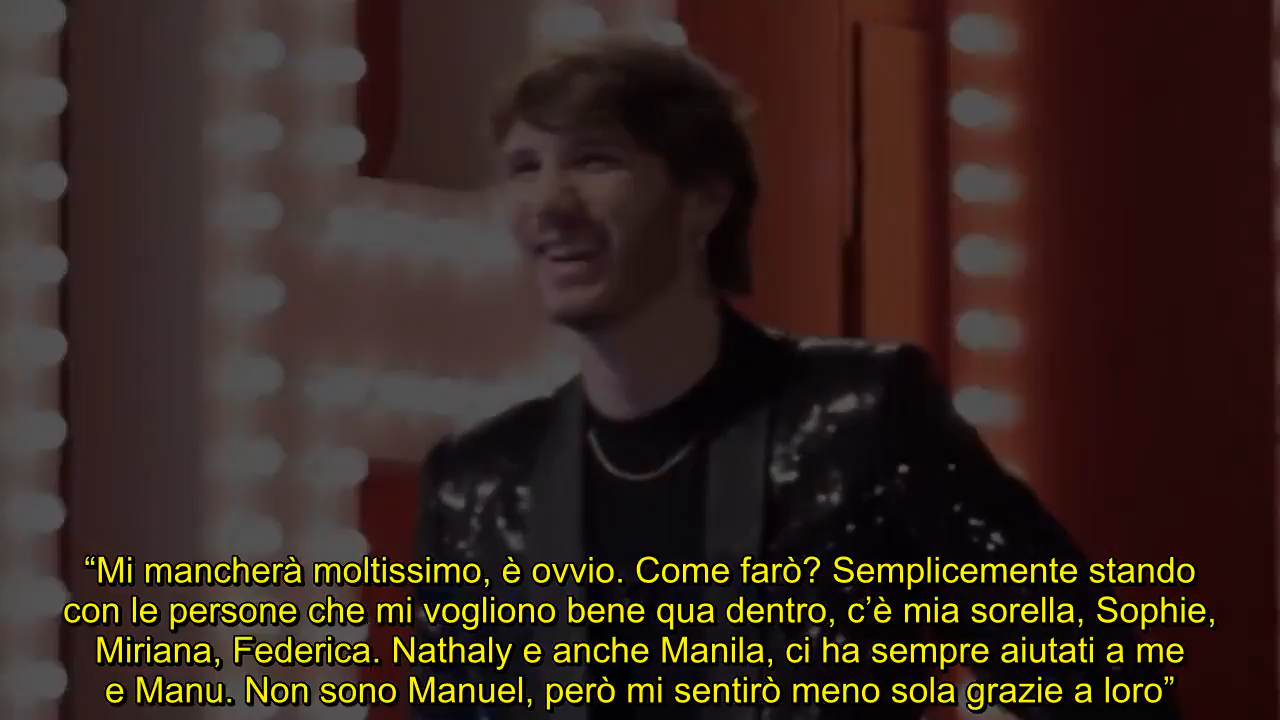 “Mi mancherà moltissimo, è ovvio. Come farò? Semplicemente stando
con le persone che mi vogliono bene qua dentro, c’è mia sorella, Sophie,
Miriana, Federica. Nathaly e anche Manila, ci ha sempre aiutati a me
e Manu. Non sono Manuel, però mi sentirò meno sola grazie a loro”